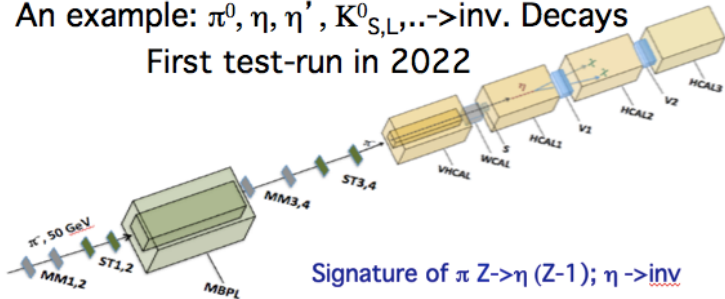 An example: π⁰, η, η’, K⁰S,L,..->inv. Decays
First test-run in 2022
HCAL3
V2
HCAL2
V1
HCAL1
S
WCAL
VHCAL
η
γ
γ
π⁻
ST3,4
MM3,4
π⁻, 50 GeV
ST1,2
MM1,2
MBPL
Signature of π Z->η (Z-1); η ->inv